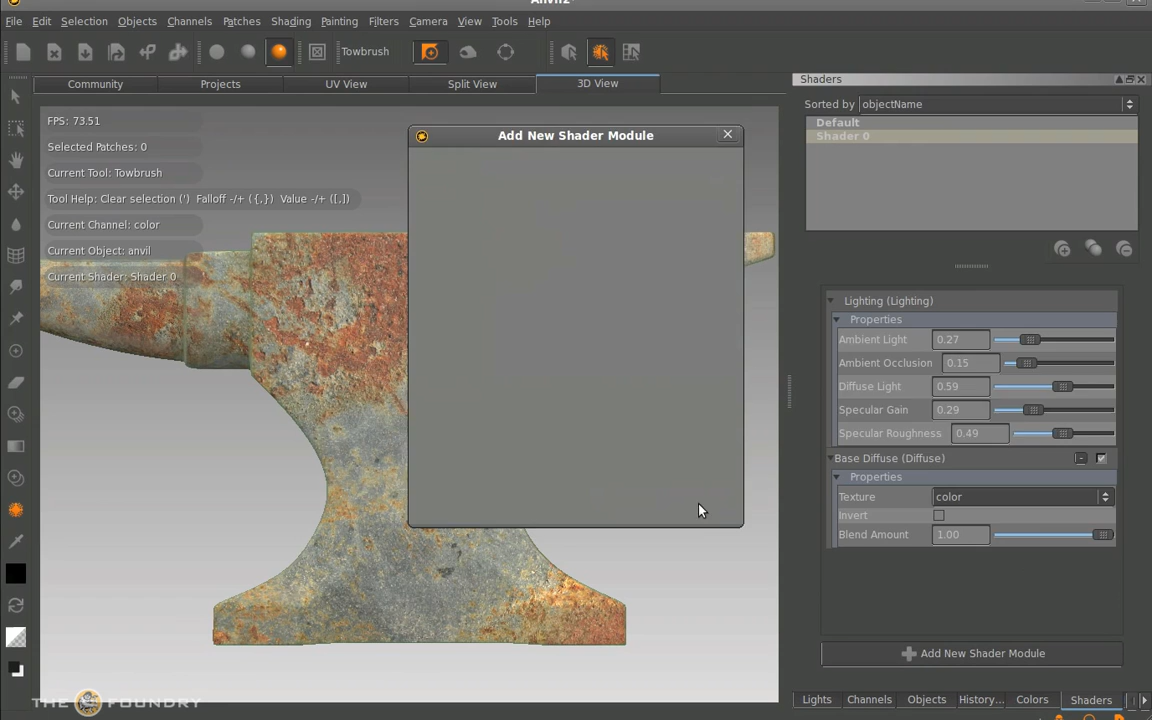 Anvil2*
File Edit Selection Objects Channels Patches Shading Painting Filters Camera View Tools Help
Towbrush
Community Projects UV View Split View 3D View
FPS: 73.51
Selected Patches: 0
Current Tool: Towbrush
Tool Help: Clear selection (') Falloff -/+ ({,}) Value -/+ ([,])
Current Channel: color
Current Object: anvil
Current Shader: Shader 0
Add New Shader Module
Shaders
Sorted by objectName
Default
Shader 0
Lighting (Lighting)
Properties
Ambient Light 0.27
Ambient Occlusion 0.15
Diffuse Light 0.59
Specular Gain 0.29
Specular Roughness 0.49
Base Diffuse (Diffuse)
Properties
Texture color
Invert
Blend Amount 1.00
Add New Shader Module
Lights Channels Objects History... Colors Shaders
THE FOUNDRY